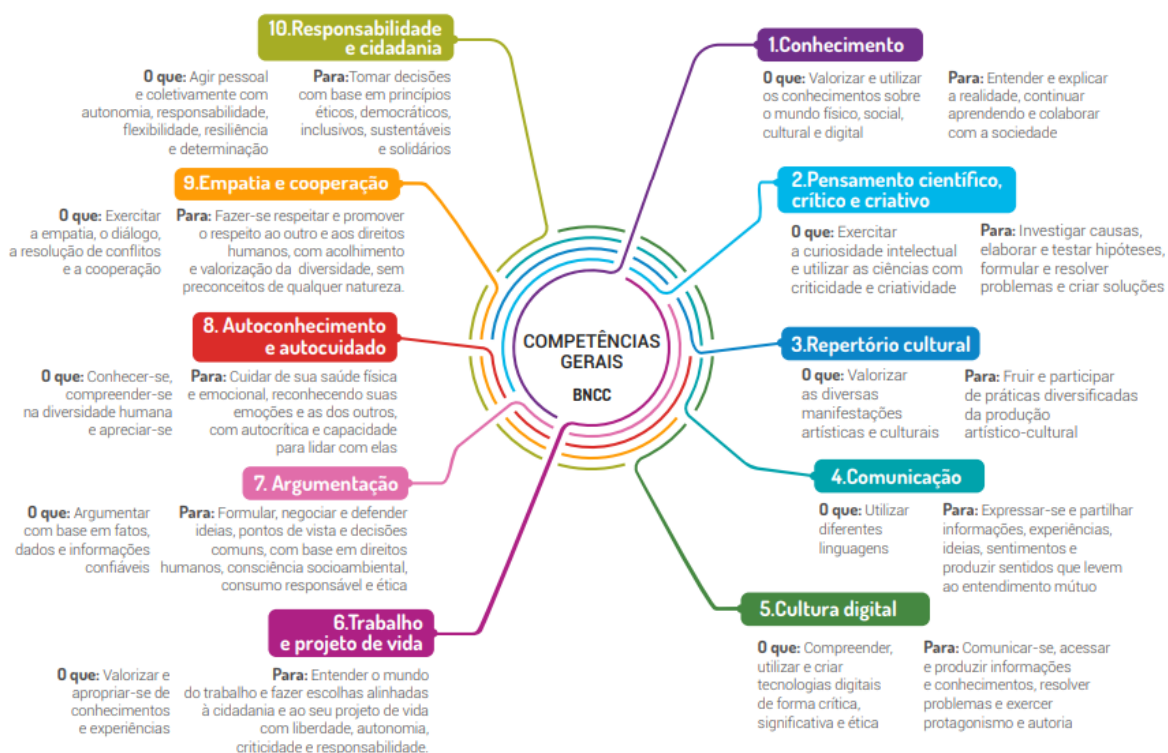 COMPETÊNCIAS
GERAIS
BNCC
1.Conhecimento
O que: Valorizar e utilizar
os conhecimentos sobre
o mundo físico, social,
cultural e digital
Para: Entender e explicar
a realidade, continuar
aprendendo e colaborar
com a sociedade
2.Pensamento científico,
crítico e criativo
O que: Exercitar
a curiosidade intelectual
e utilizar as ciências com
criticidade e criatividade
Para: Investigar causas,
elaborar e testar hipóteses,
formular e resolver
problemas e criar soluções
3.Repertório cultural
O que: Valorizar
as diversas
manifestações
artísticas e culturais
Para: Fruir e participar
de práticas diversificadas
da produção
artístico-cultural
4.Comunicação
O que: Utilizar
diferentes
linguagens
Para: Expressar-se e partilhar
informações, experiências,
ideias, sentimentos e
produzir sentidos que levem
ao entendimento mútuo
5.Cultura digital
O que: Compreender,
utilizar e criar
tecnologias digitais
de forma crítica,
significativa e ética
Para: Comunicar-se, acessar
e produzir informações
e conhecimentos, resolver
problemas e exercer
protagonismo e autoria
6.Trabalho
e projeto de vida
O que: Valorizar e
apropriar-se de
conhecimentos
e experiências
Para: Entender o mundo
do trabalho e fazer escolhas alinhadas
à cidadania e ao seu projeto de vida
com liberdade, autonomia,
criticidade e responsabilidade.
7. Argumentação
O que: Argumentar
com base em fatos,
dados e informações
confiáveis
Para: Formular, negociar e defender
ideias, pontos de vista e decisões
comuns, com base em direitos
humanos, consciência socioambiental,
consumo responsável e ética
8. Autoconhecimento
e autocuidado
O que: Conhecer-se,
compreender-se
na diversidade humana
e apreciar-se
Para: Cuidar de sua saúde física
e emocional, reconhecendo suas
emoções e as dos outros,
com autocrítica e capacidade
para lidar com elas
9.Empatia e cooperação
O que: Exercitar
a empatia, o diálogo,
a resolução de conflitos
e a cooperação
Para: Fazer-se respeitar e promover
o respeito ao outro e aos direitos
humanos, com acolhimento
e valorização da diversidade, sem
preconceitos de qualquer natureza.
10.Responsabilidade
e cidadania
O que: Agir pessoal
e coletivamente com
autonomia, responsabilidade,
flexibilidade, resiliência
e determinação
Para:Tomar decisões
com base em princípios
éticos, democráticos,
inclusivos, sustentáveis
e solidários